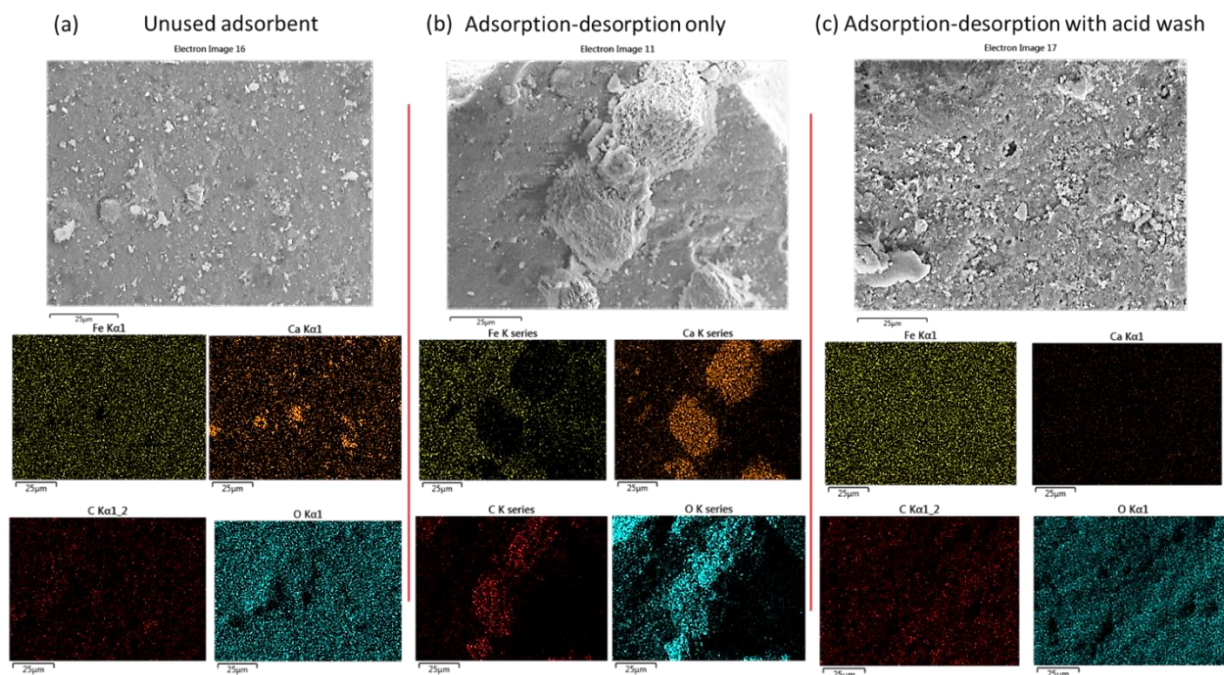 (a) Unused adsorbent
(b) Adsorption-desorption only
(c) Adsorption-desorption with acid wash
Electron Image 16
Electron Image 11
Electron Image 17
25μm
25μm
25μm
Fe Kα1
Ca Kα1
Fe K series
Ca K series
Fe Kα1
Ca Kα1
25μm
25μm
25μm
25μm
25μm
25μm
C Kα1_2
O Kα1
C K series
O K series
C Kα1_2
O Kα1
25μm
25μm
25μm
25μm
25μm
25μm